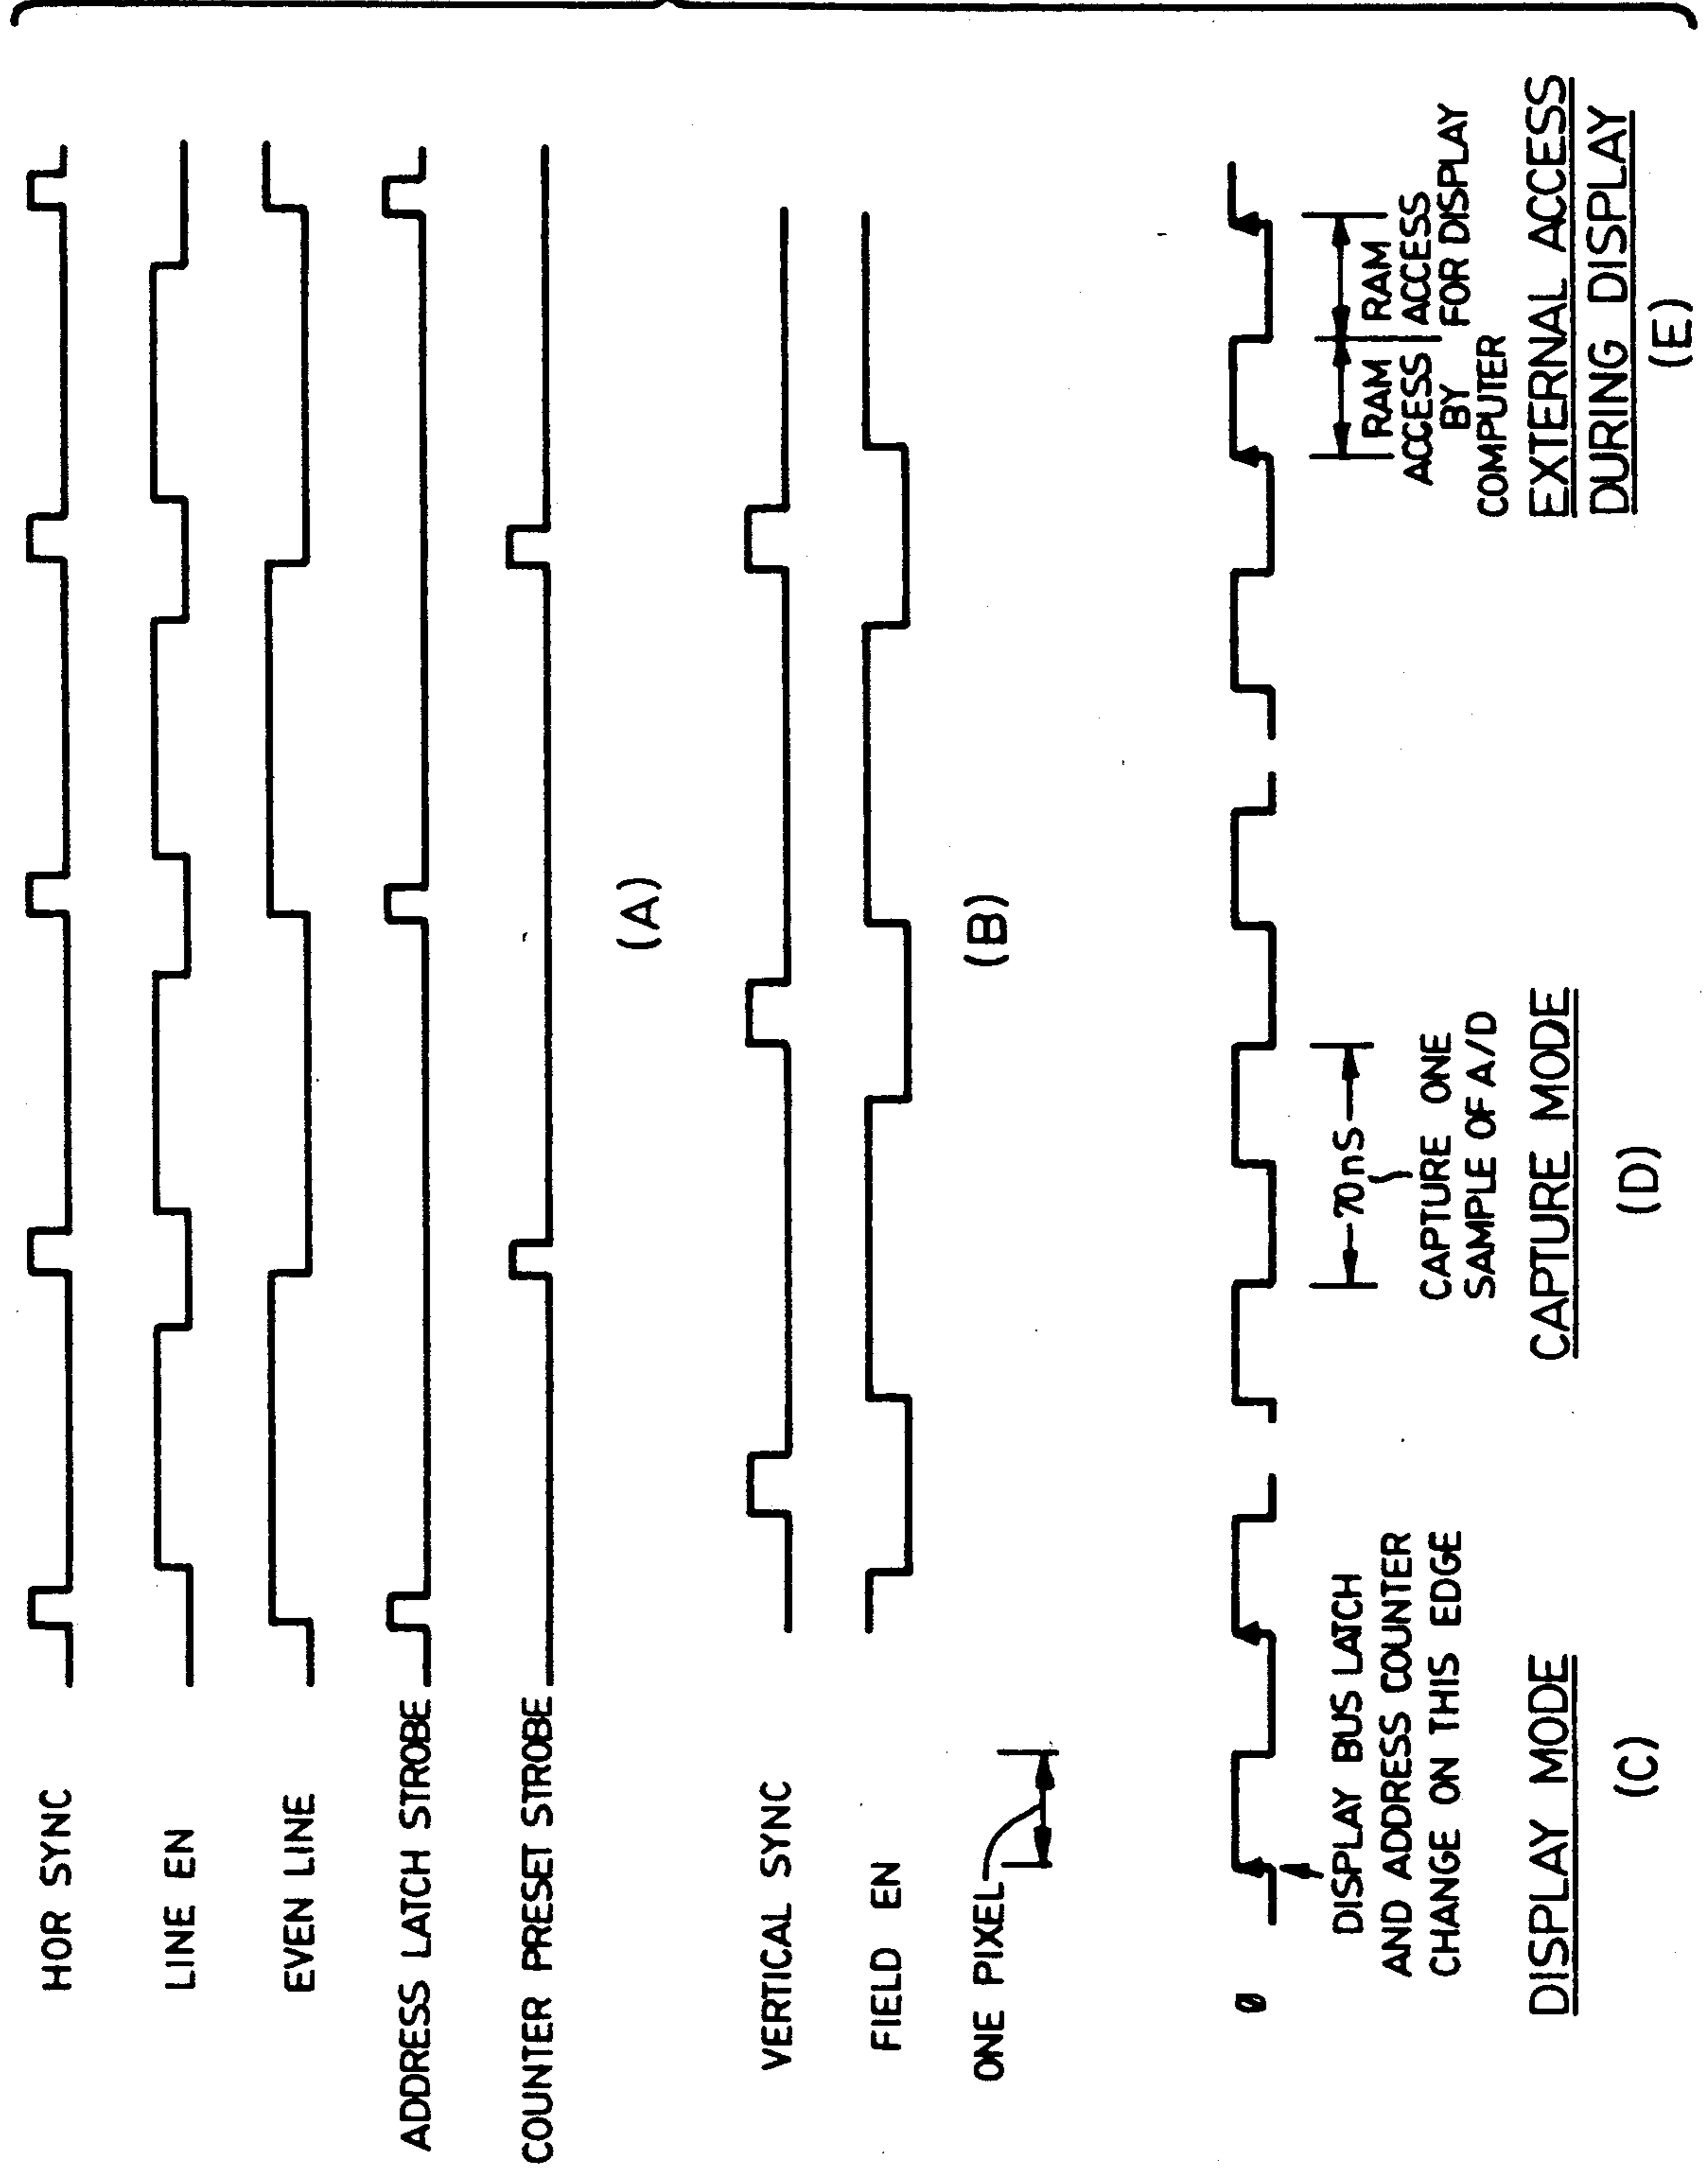 HOR SYNC
LINE EN
EVEN LINE
ADDRESS LATCH STROBE
COUNTER PRESET STROBE
(A)
VERTICAL SYNC
FIELD EN
(B)
ONE PIXEL
Ø
DISPLAY BUS LATCH
AND ADDRESS COUNTER
CHANGE ON THIS EDGE
DISPLAY MODE
(C)
70nS
CAPTURE ONE
SAMPLE OF A/D
CAPTURE MODE
(D)
RAM
ACCESS
BY
COMPUTER
RAM
ACCESS
FOR DISPLAY
EXTERNAL ACCESS
DURING DISPLAY
(E)